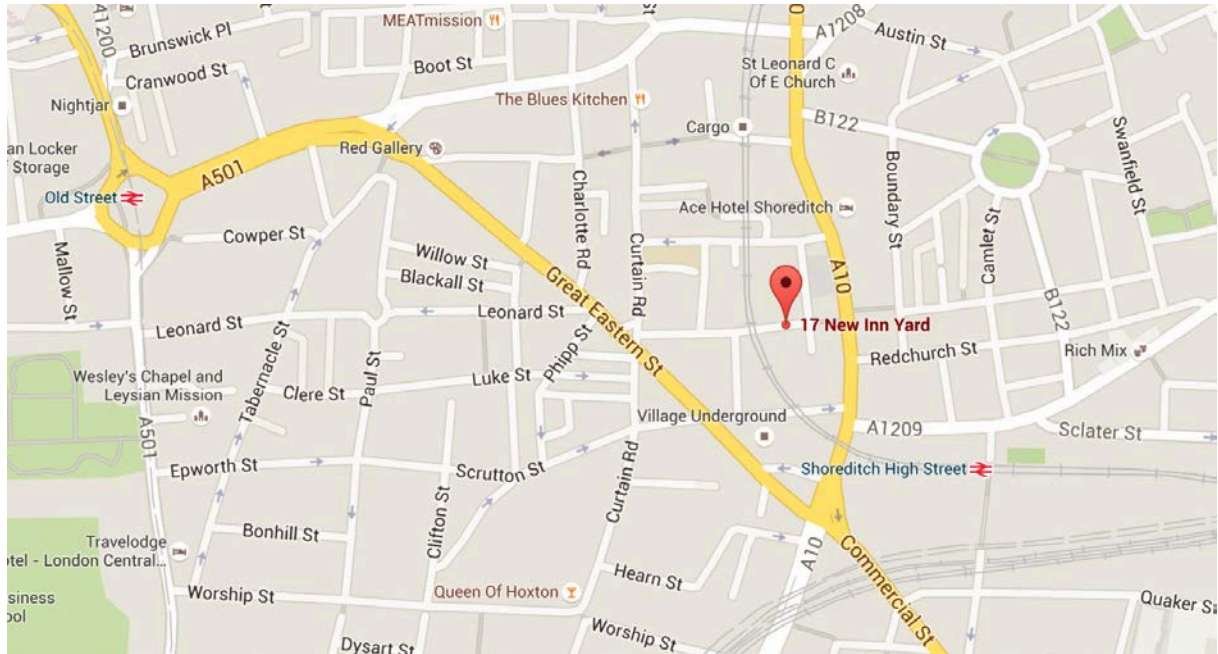 A1200
Brunswick Pl
Cranwood St
MEATmission
Boot St
0
A1208
Austin St
St Leonard C
Of E Church
Nightjar
The Blues Kitchen
Cargo
B122
Swanfield St
an Locker
Storage
Red Gallery
A501
Old Street
Charlotte Rd
Boundary St
Ace Hotel Shoreditch
Camlet St
Mallow St
Cowper St
Willow St
Blackall St
Curtain Rd
A10
B122
Great Eastern St
Leonard St
Leonard St
17 New Inn Yard
Phipp St
Redchurch St
Rich Mix
Wesley's Chapel and
Leysian Mission
Tabernacle St
Clere St
Paul St
Luke St
Village Underground
A1209
Sclater St
A501
Epworth St
Scrutton St
Curtain Rd
Shoreditch High Street
Bonhill St
Clifton St
Travelodge
otel - London Central...
A10
Commercial St
Hearn St
siness
ool
Worship St
Queen Of Hoxton
Quaker S
Worship St
Dysart St